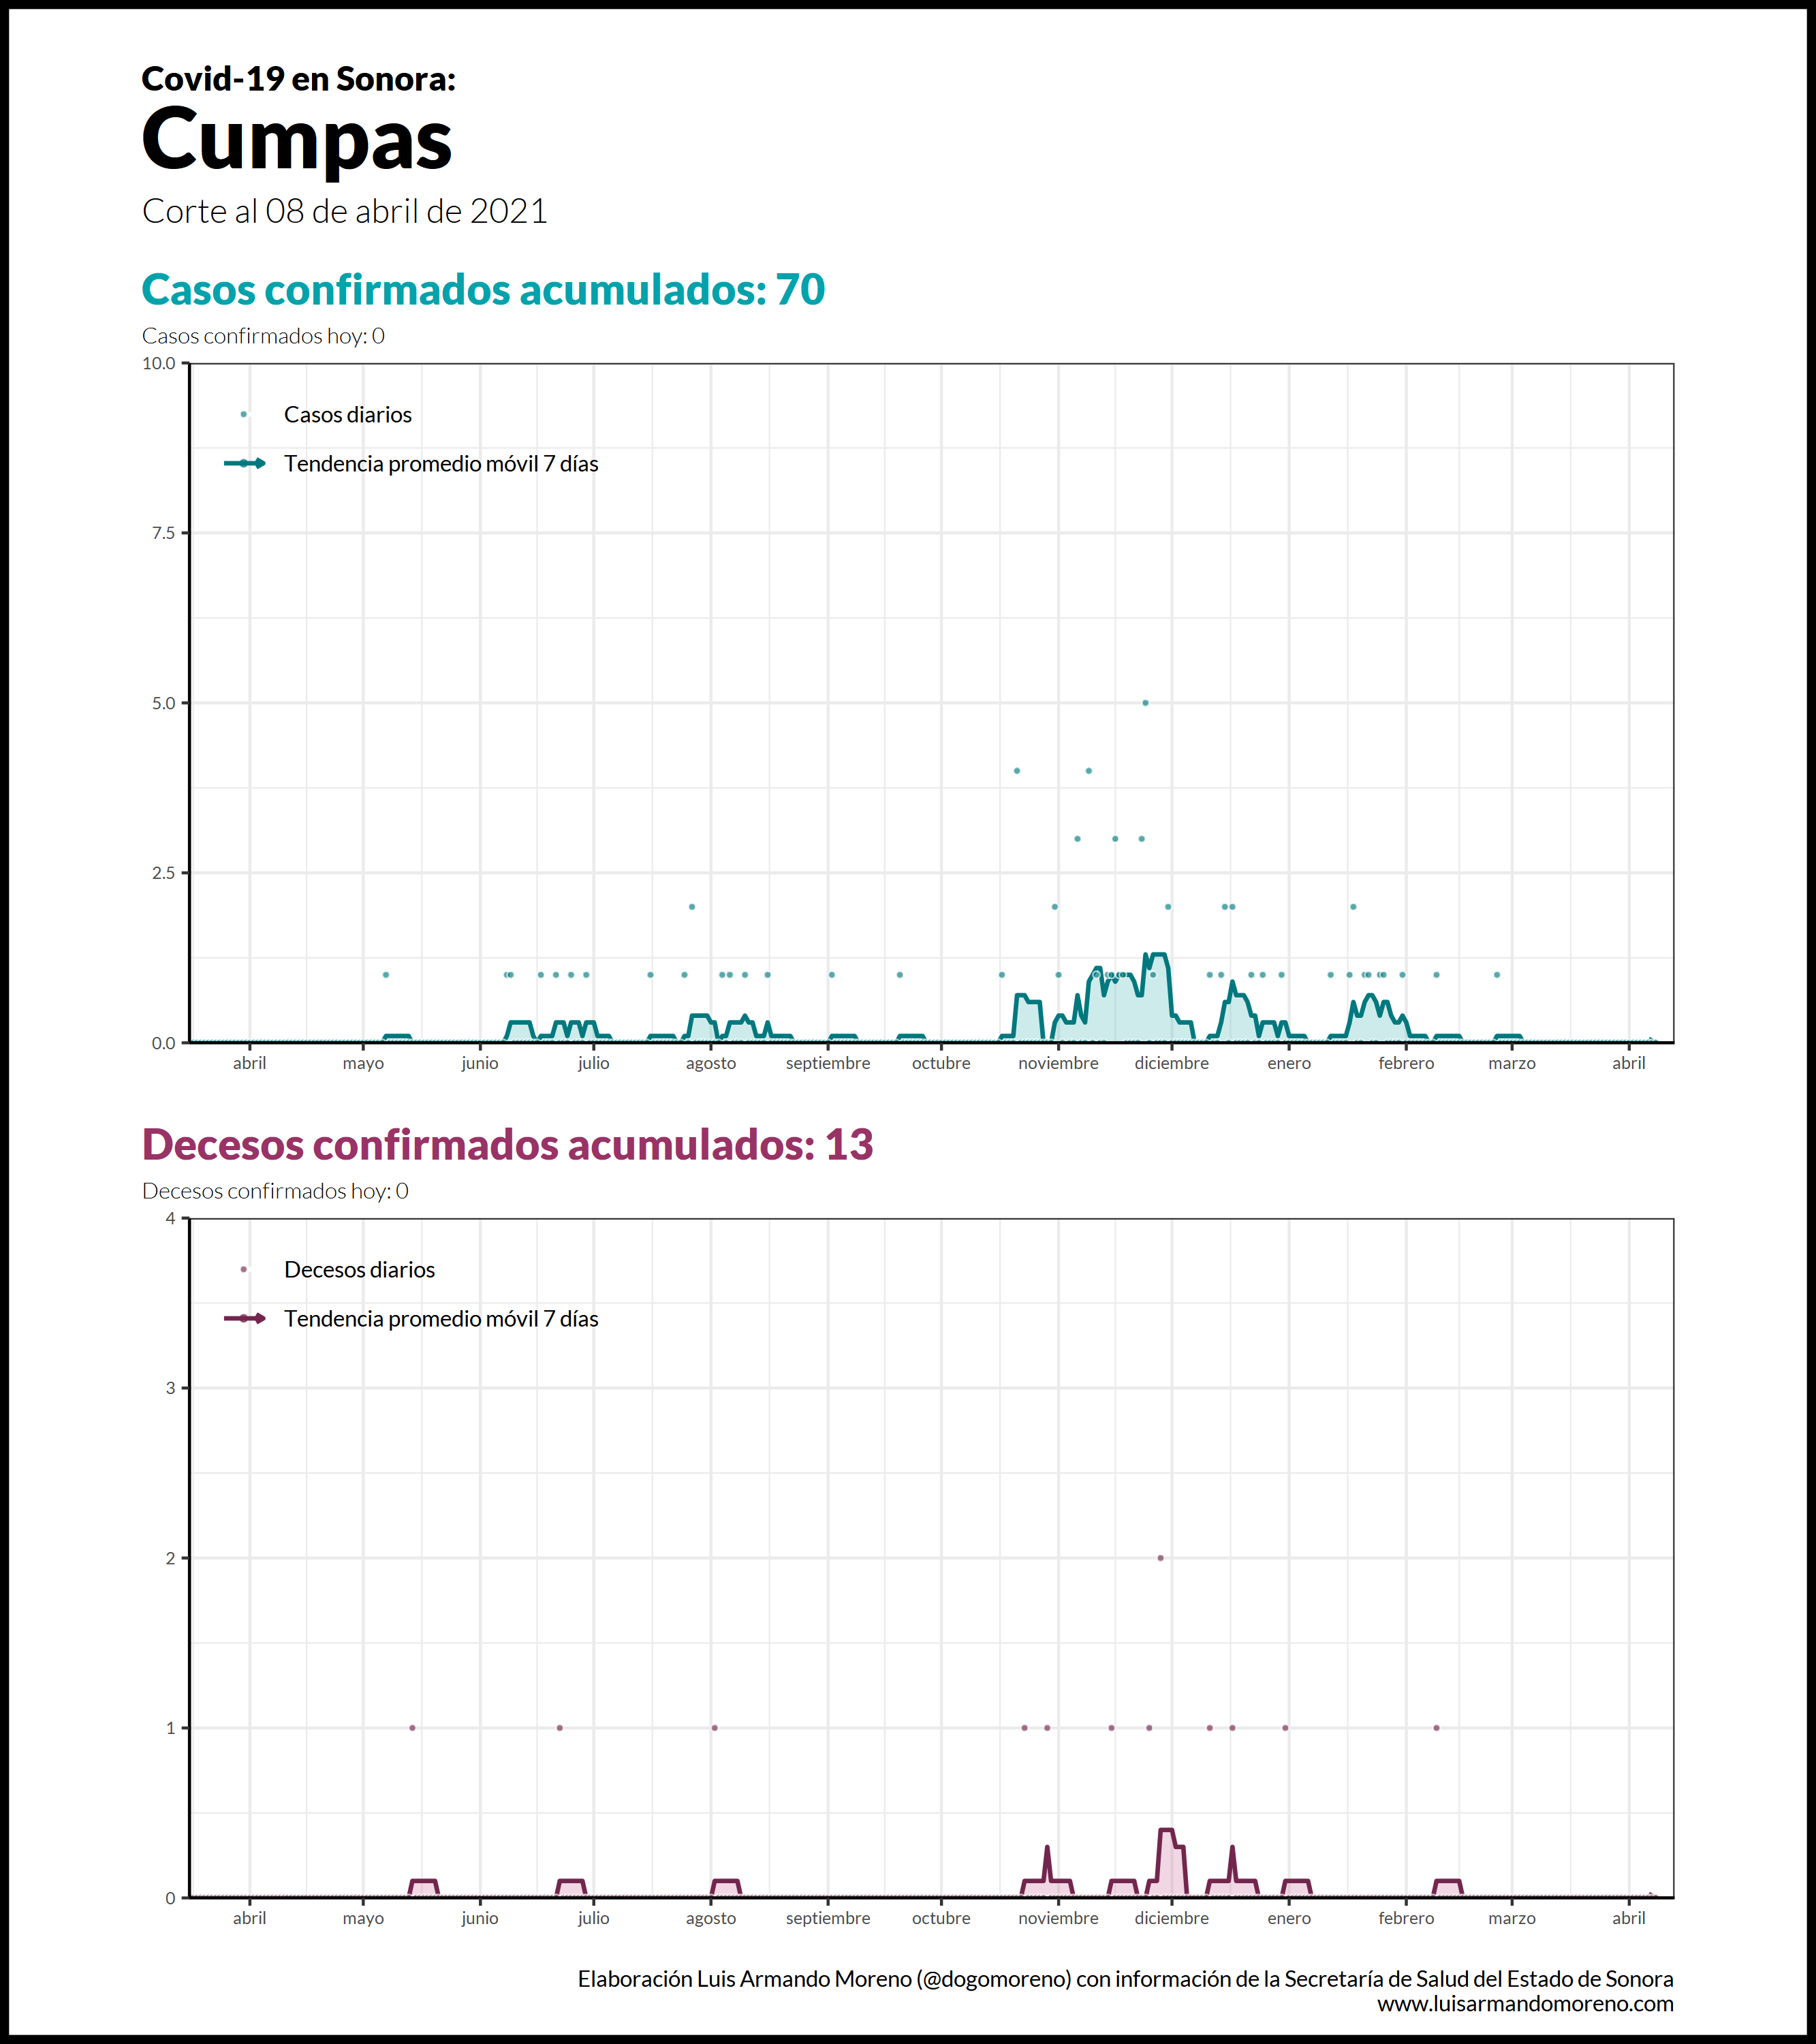 Covid-19 en Sonora:
Cumpas
Corte al 08 de abril de 2021
Casos confirmados acumulados: 70
Casos confirmados hoy: 0
10.0
7.5
5.0
2.5
0.0
Casos diarios
Tendencia promedio móvil 7 días
abril mayo junio julio agosto septiembre octubre noviembre diciembre enero febrero marzo abril
Decesos confirmados acumulados: 13
Decesos confirmados hoy: 0
4
3
2
1
0
Decesos diarios
Tendencia promedio móvil 7 días
abril mayo junio julio agosto septiembre octubre noviembre diciembre enero febrero marzo abril
Elaboración Luis Armando Moreno (@dogomoreno) con información de la Secretaría de Salud del Estado de Sonora
www.luisarmandomoreno.com